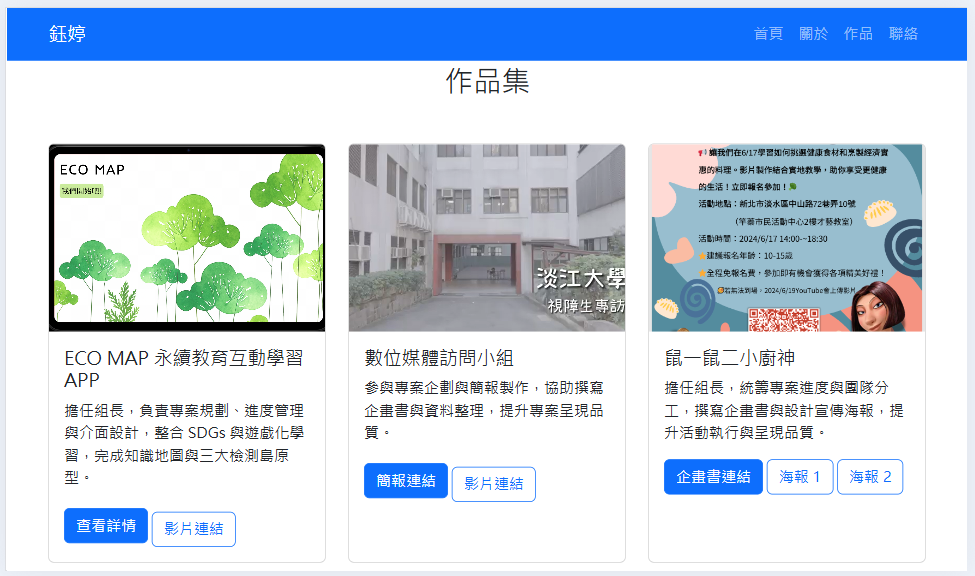 鈺婷
首頁 關於 作品 聯絡
作品集
ECO MAP
我們開始吧!
淡江大學
視障生專訪
📢 讓我們在6/17學習如何挑選健康食材和烹製經濟實
惠的料理。影片製作結合實地教學,助你享受更健康
的生活!立即報名參加!
活動地點:新北市淡水區中山路72巷弄10號
(竿蓁市民活動中心2樓才藝教室)
活動時間:2024/6/17 14:00-~18:30
建議報名年齡:10-15歲
全程免報名費,參加即有機會獲得各項精美好禮!
若無法到場,2024/6/19YouTube會上傳影片
ECO MAP 永續教育互動學習
APP
擔任組長,負責專案規劃、進度管理
與介面設計,整合 SDGs 與遊戲化學
習,完成知識地圖與三大檢測島原
型。
查看詳情 影片連結
數位媒體訪問小組
參與專案企劃與簡報製作,協助撰寫
企畫書與資料整理,提升專案呈現品
質。
簡報連結 影片連結
鼠一鼠二小廚神
擔任組長,統籌專案進度與團隊分
工,撰寫企畫書與設計宣傳海報,提
升活動執行與呈現品質。
企畫書連結 海報 1 海報 2